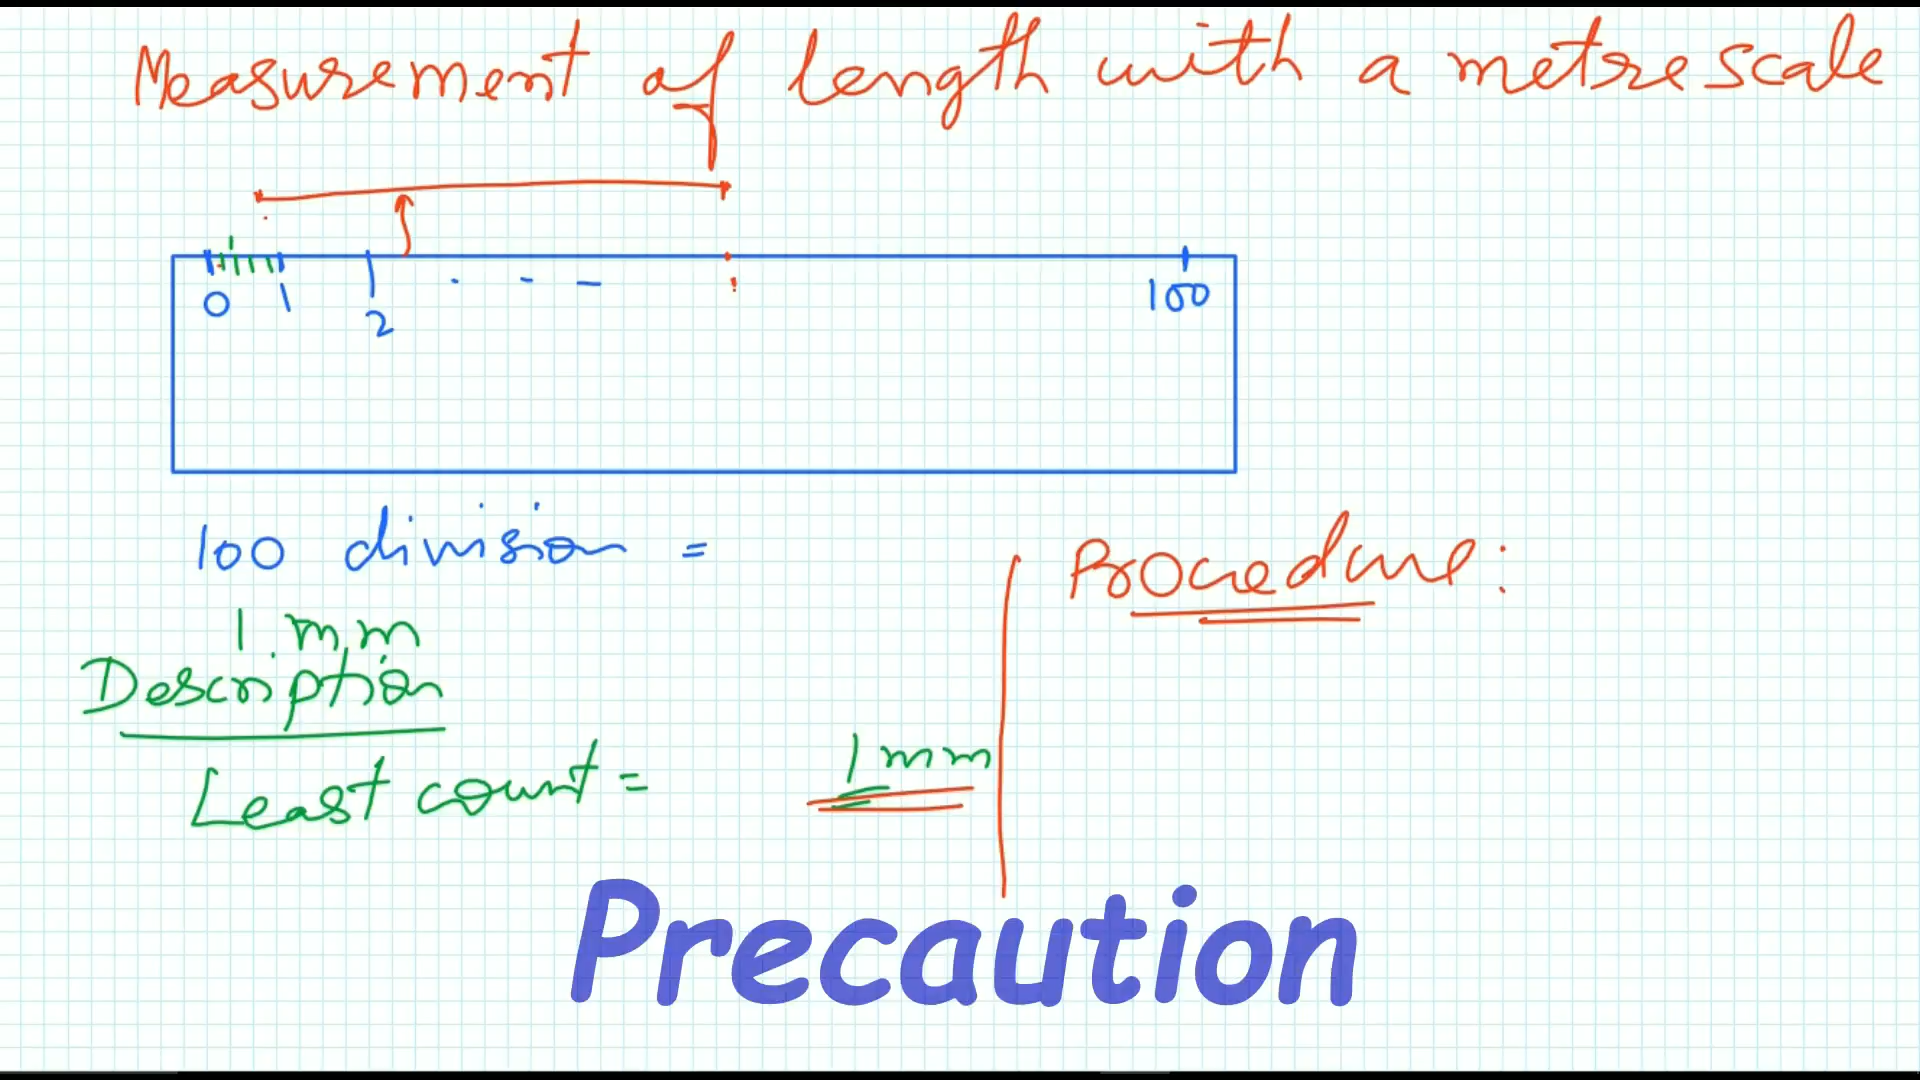 Measurement of length with a metre scale
0 1 2 . - - 100
100 division =
Procedure:
1 mm
Description
Least count = 1mm
Precaution